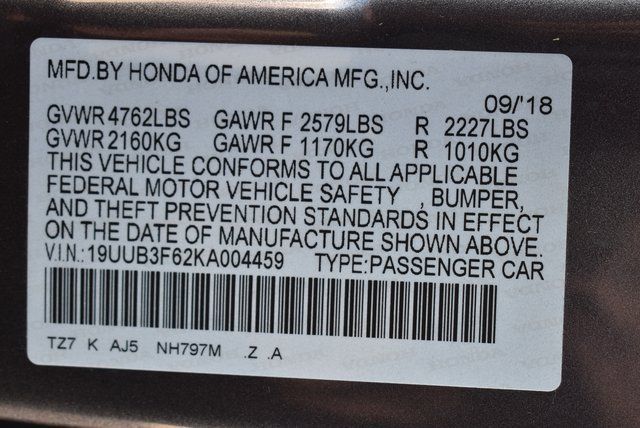 MFD.BY HONDA OF AMERICA MFG.,INC.
09/'18
GVWR 4762LBS GAWR F 2579LBS R 2227LBS
GVWR 2160KG GAWR F 1170KG R 1010KG
THIS VEHICLE CONFORMS TO ALL APPLICABLE
FEDERAL MOTOR VEHICLE SAFETY , BUMPER,
AND THEFT PREVENTION STANDARDS IN EFFECT
ON THE DATE OF MANUFACTURE SHOWN ABOVE.
V.I.N.:19UUB3F62KA004459 TYPE:PASSENGER CAR
TZ7 K AJ5 NH797M .Z .A